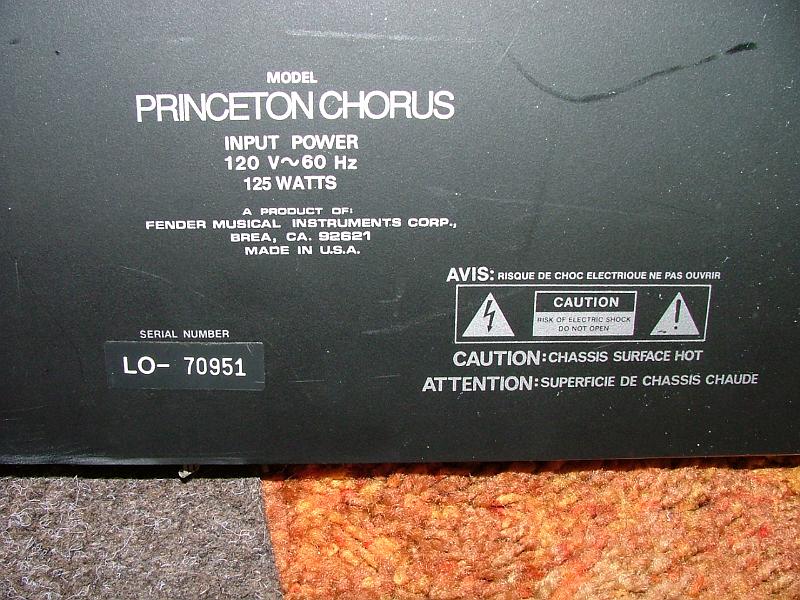 MODEL
PRINCETON CHORUS
INPUT POWER
120 V~60 Hz
125 WATTS
A PRODUCT OF:
FENDER MUSICAL INSTRUMENTS CORP.,
BREA, CA. 92621
MADE IN U.S.A.
AVIS: RISQUE DE CHOC ELECTRIQUE NE PAS OUVRIR
CAUTION
RISK OF ELECTRIC SHOCK
DO NOT OPEN
!
SERIAL NUMBER
LO- 70951
CAUTION: CHASSIS SURFACE HOT
ATTENTION: SUPERFICIE DE CHASSIS CHAUDE